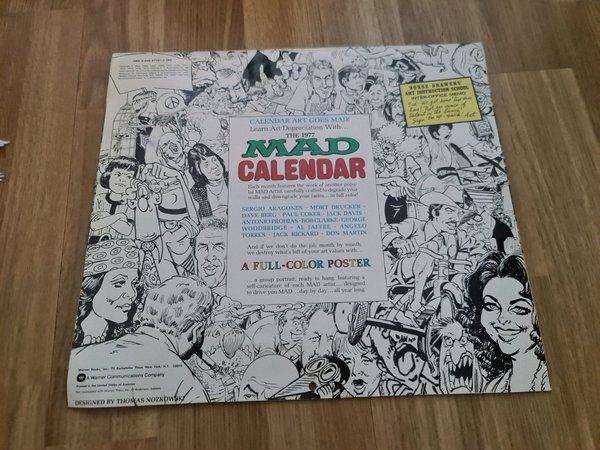 CALENDAR ART GOES MAD!
Learn Art Depreciation With...
THE 1977
MAD
CALENDAR
Each month features the work of another popu-
lar MAD Artist, carefully crafted to degrade your
walls and downgrade your tastes... in full color!
SERGIO ARAGONES · MORT DRUCKER ·
DAVE BERG · PAUL COKER · JACK DAVIS ·
ANTONIO PROHIAS · BOB CLARKE · GEORGE
WOODBRIDGE · AL JAFFEE · ANGELO
TORRES · JACK RICKARD · DON MARTIN
And if we don't do the job month by month,
we destroy what's left of your art values with...
A FULL-COLOR POSTER
... a group portrait, ready to hang, featuring a
self-caricature of each MAD artist... designed
to drive you MAD... day by day... all year long.
HORSE DRAWERS'
ART INSTRUCTION SCHOOL
INTER-OFFICE MEMO
Warner Books, Inc., 75 Rockefeller Plaza, N.Y. 10019
A Warner Communications Company
Printed in the United States of America
DESIGNED BY THOMAS NOZKOWSKI